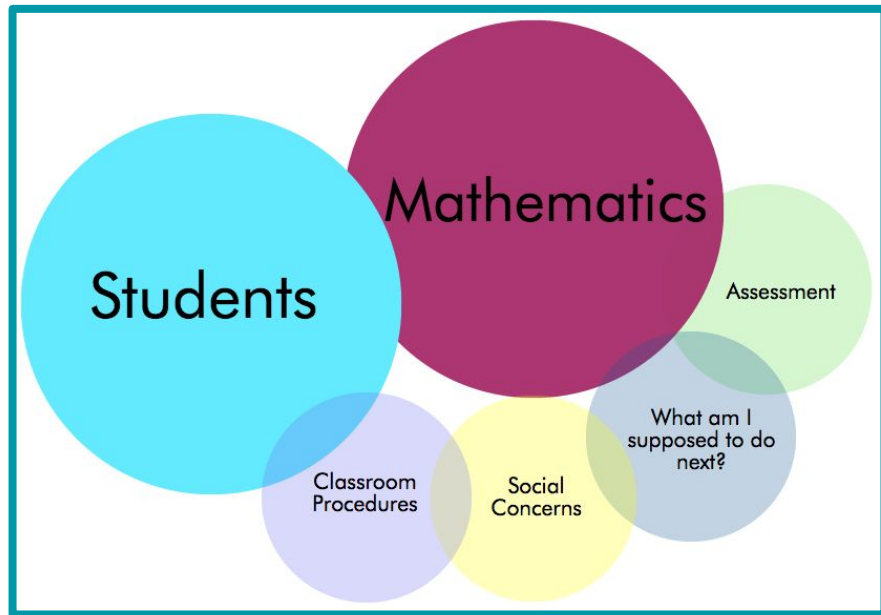 Mathematics
Students
Assessment
What am I
supposed to do
next?
Classroom
Procedures
Social
Concerns